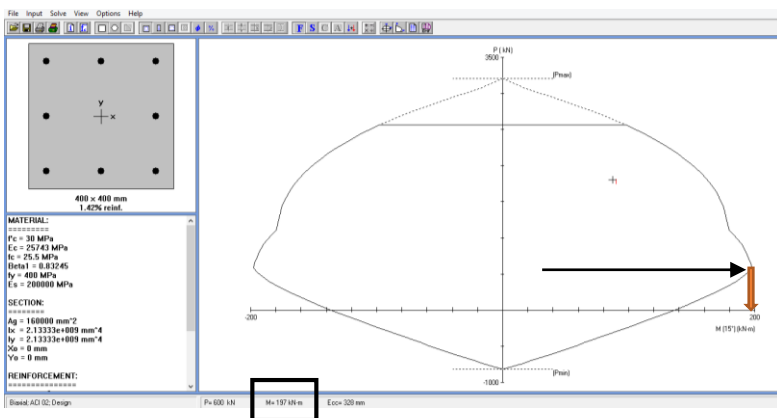 File Input Solve View Options Help
y
x
400 x 400 mm
1.42% reinf.
MATERIAL:
=========
f'c = 30 MPa
Ec = 25743 MPa
fc = 25.5 MPa
Beta1 = 0.83245
fy = 400 MPa
Es = 200000 MPa
SECTION:
========
Ag = 160000 mm^2
Ix = 2.13333e+009 mm^4
Iy = 2.13333e+009 mm^4
Xo = 0 mm
Yo = 0 mm
REINFORCEMENT:
==============
P ( kN)
3500
(Pmax)
1
-200
200
M (15°) (kN-m)
(Pmin)
-1000
Biaxial; ACI 02; Design P= 600 kN M= 197 kN-m Ecc= 328 mm